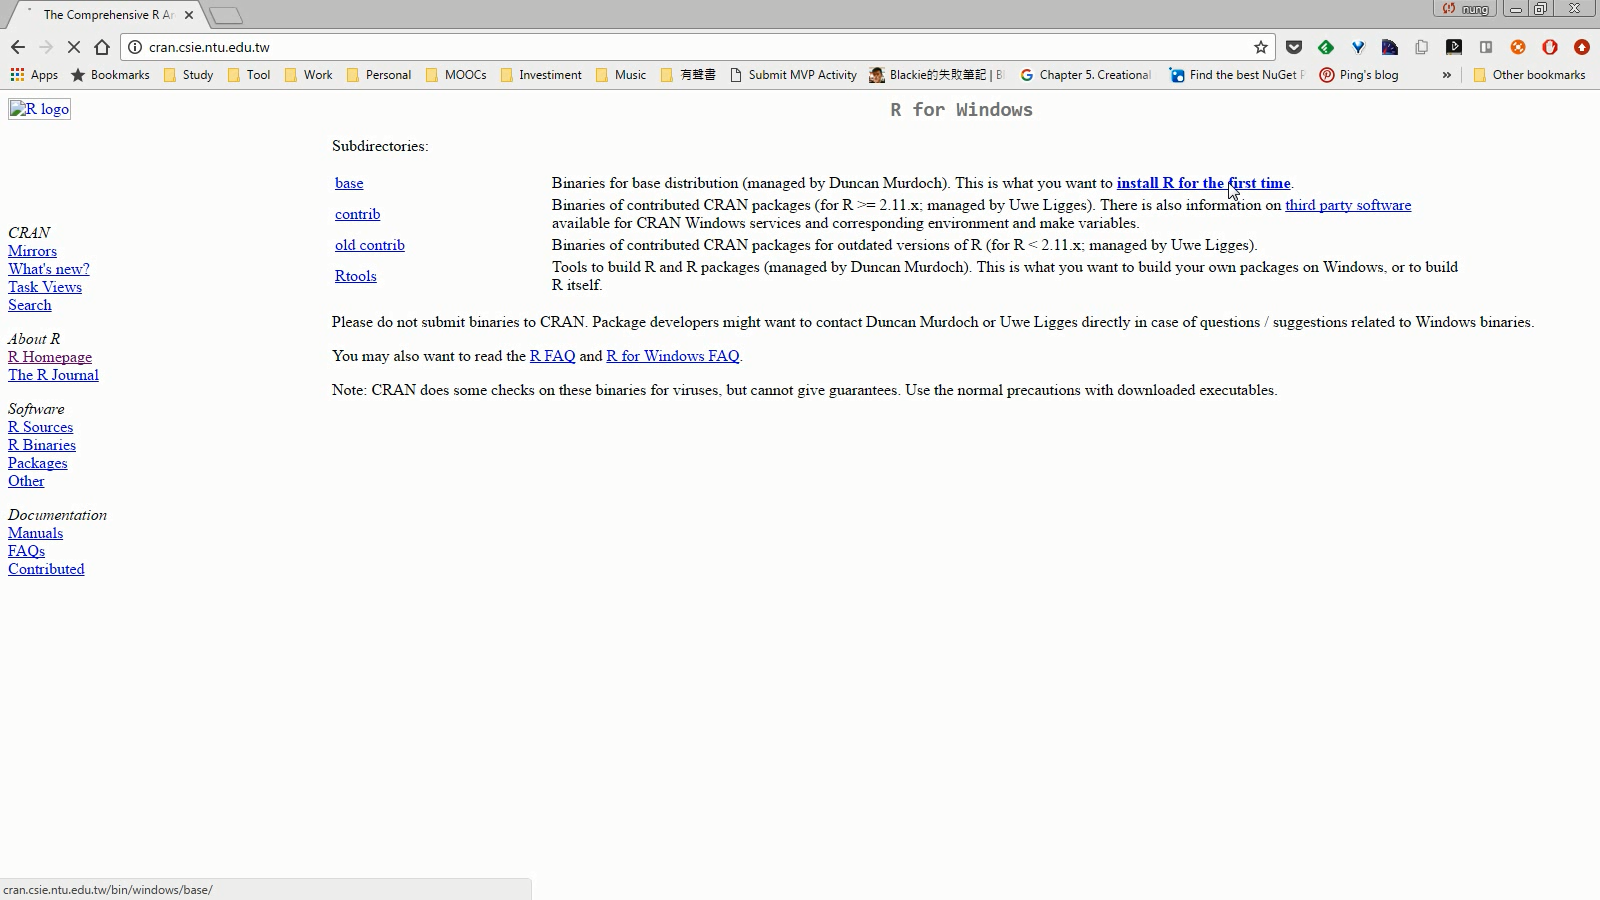 The Comprehensive R Ar
nung
cran.csie.ntu.edu.tw
Apps Bookmarks Study Tool Work Personal MOOCs Investiment Music 有聲書 Submit MVP Activity Blackie的失敗筆記 | B Chapter 5. Creational Find the best NuGet P Ping's blog » Other bookmarks
R logo
R for Windows
Subdirectories:
base Binaries for base distribution (managed by Duncan Murdoch). This is what you want to install R for the first time.
contrib Binaries of contributed CRAN packages (for R >= 2.11.x; managed by Uwe Ligges). There is also information on third party software
available for CRAN Windows services and corresponding environment and make variables.
old contrib Binaries of contributed CRAN packages for outdated versions of R (for R < 2.11.x; managed by Uwe Ligges).
Rtools Tools to build R and R packages (managed by Duncan Murdoch). This is what you want to build your own packages on Windows, or to build
R itself.
Please do not submit binaries to CRAN. Package developers might want to contact Duncan Murdoch or Uwe Ligges directly in case of questions / suggestions related to Windows binaries.
You may also want to read the R FAQ and R for Windows FAQ.
Note: CRAN does some checks on these binaries for viruses, but cannot give guarantees. Use the normal precautions with downloaded executables.
CRAN
Mirrors
What's new?
Task Views
Search
About R
R Homepage
The R Journal
Software
R Sources
R Binaries
Packages
Other
Documentation
Manuals
FAQs
Contributed
cran.csie.ntu.edu.tw/bin/windows/base/